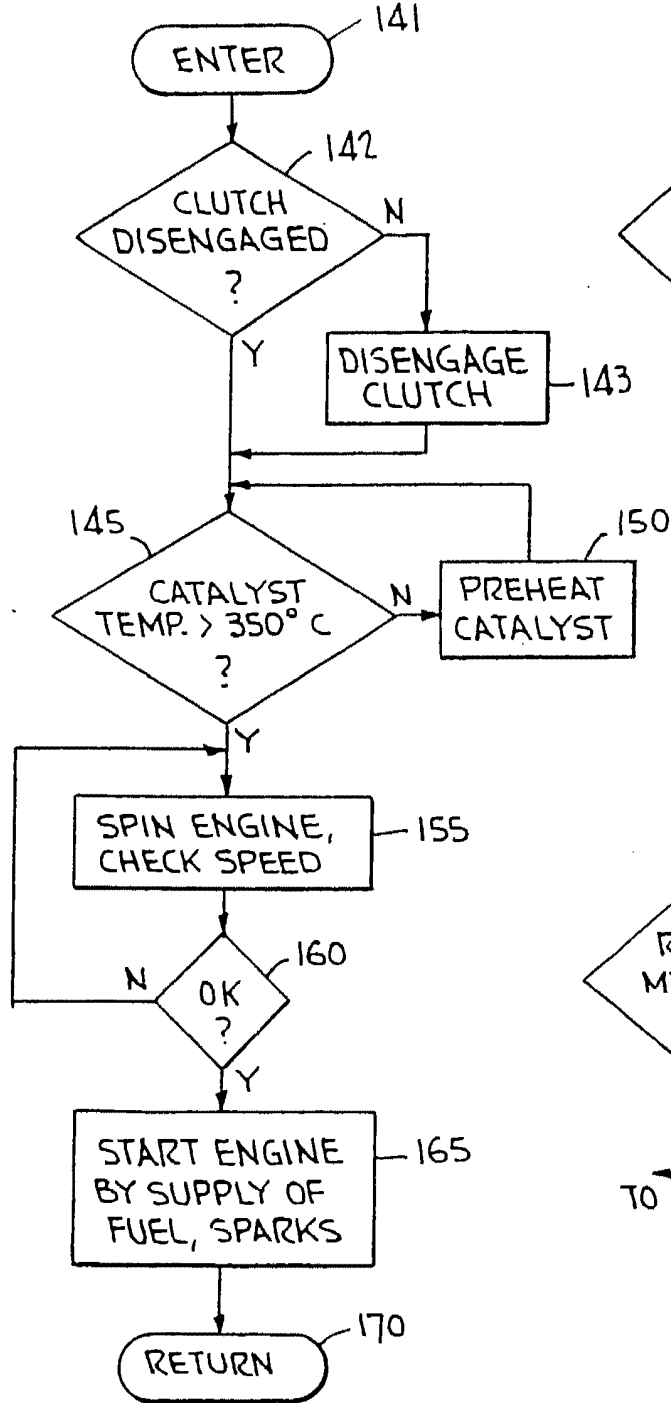 141
ENTER
142
CLUTCH
DISENGAGED
?
N
Y
DISENGAGE
CLUTCH
143
145
CATALYST
TEMP. > 350° C
?
N
150
PREHEAT
CATALYST
Y
SPIN ENGINE,
CHECK SPEED
155
160
N
OK
?
Y
START ENGINE
BY SUPPLY OF
FUEL, SPARKS
165
TO
170
RETURN